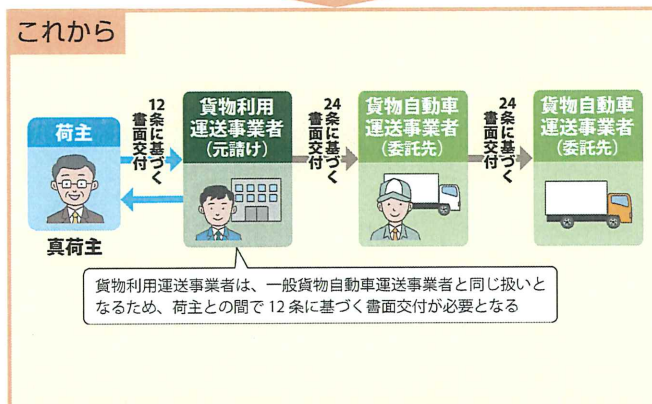 これから
荷主
真荷主
12条に基づく
書面交付
貨物利用
運送事業者
(元請け)
24条に基づく
書面交付
貨物自動車
運送事業者
(委託先)
24条に基づく
書面交付
貨物自動車
運送事業者
(委託先)
貨物利用運送事業者は、一般貨物自動車運送事業者と同じ扱いと
なるため、荷主との間で 12 条に基づく書面交付が必要となる